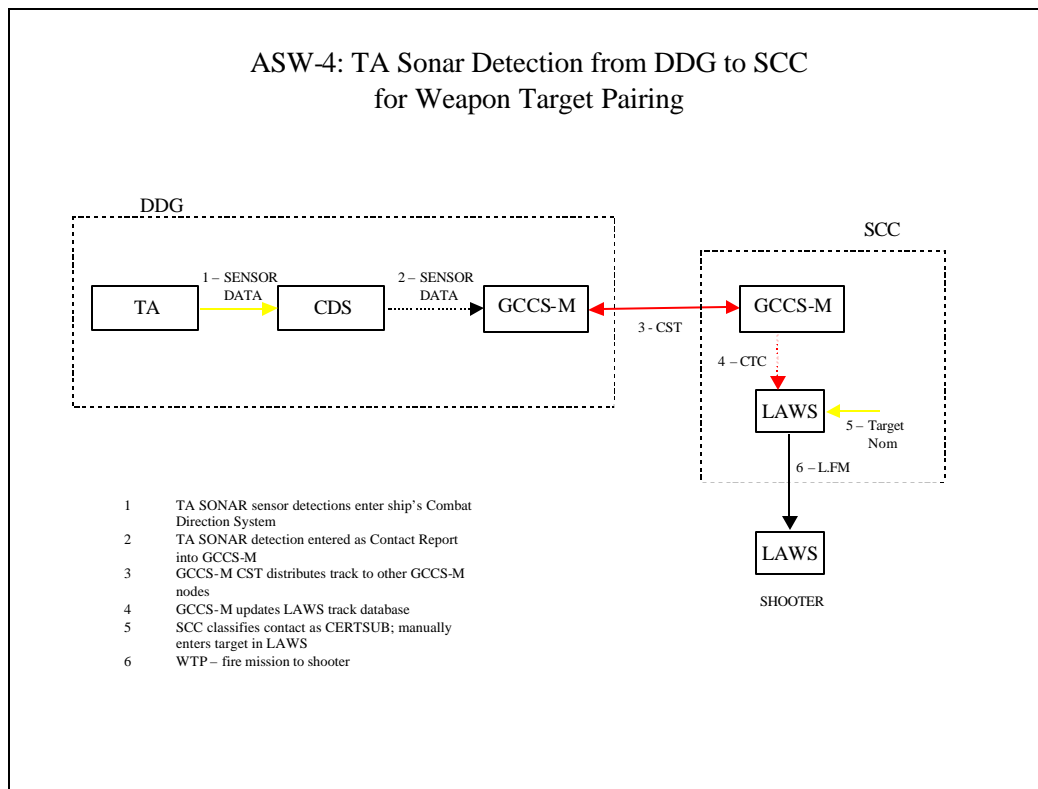 ASW-4: TA Sonar Detection from DDG to SCC
for Weapon Target Pairing
DDG
SCC
1 – SENSOR
DATA
2 – SENSOR
DATA
TA
CDS
GCCS-M
GCCS-M
3 - CST
4 – CTC
LAWS
5 – Target
Nom
6 – L.FM
LAWS
SHOOTER
1 TA SONAR sensor detections enter ship's Combat
Direction System
2 TA SONAR detection entered as Contact Report
into GCCS-M
3 GCCS-M CST distributes track to other GCCS-M
nodes
4 GCCS-M updates LAWS track database
5 SCC classifies contact as CERTSUB; manually
enters target in LAWS
6 WTP – fire mission to shooter